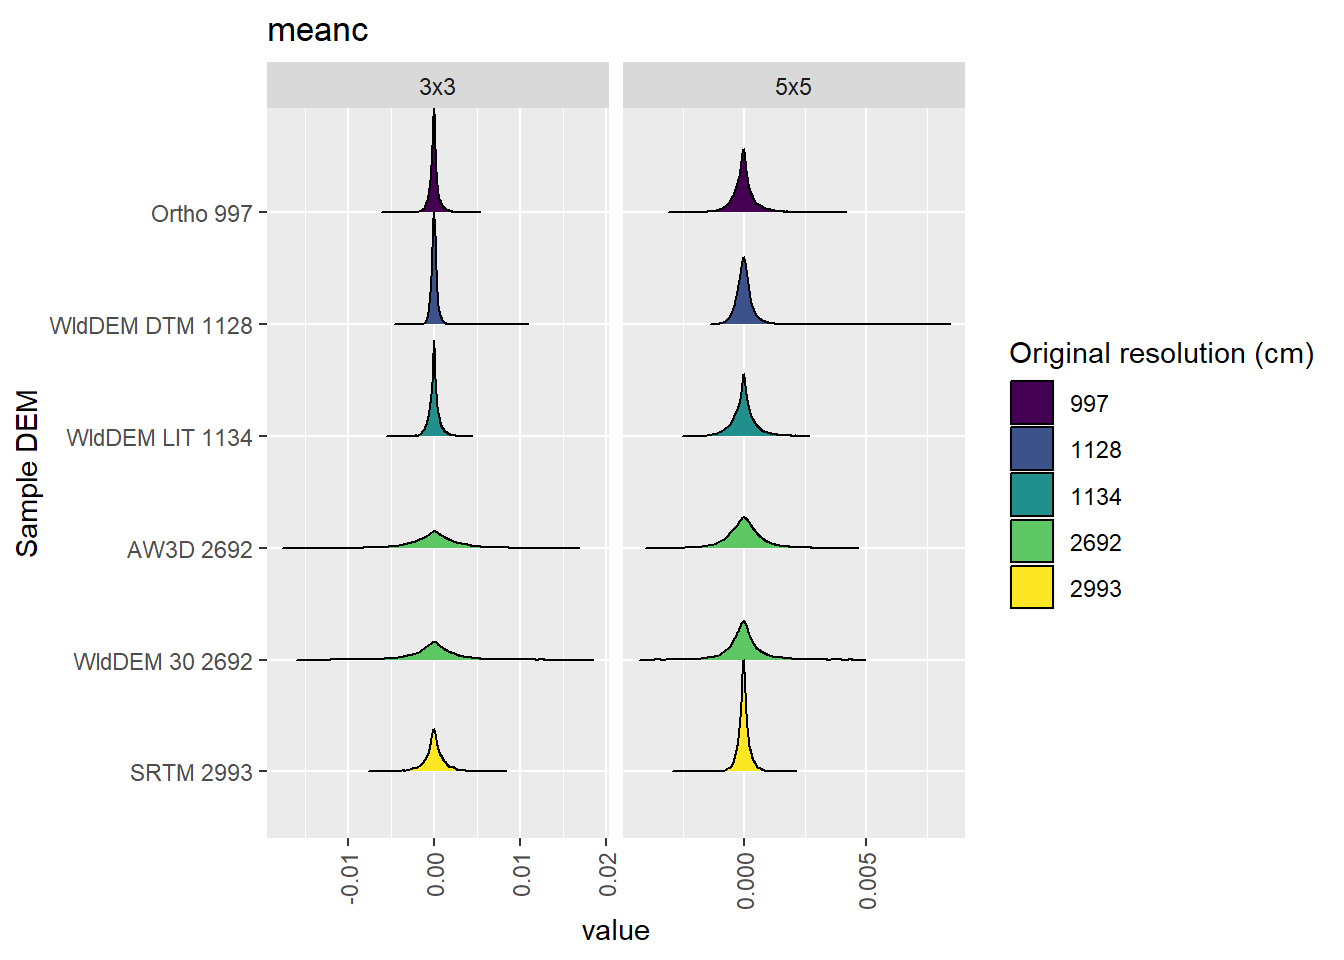 meanc
3x3
5x5
Sample DEM
Ortho 997
WldDEM DTM 1128
WldDEM LIT 1134
AW3D 2692
WldDEM 30 2692
SRTM 2993
-0.01
0.00
0.01
0.02
0.000
0.005
value
Original resolution (cm)
997
1128
1134
2692
2993